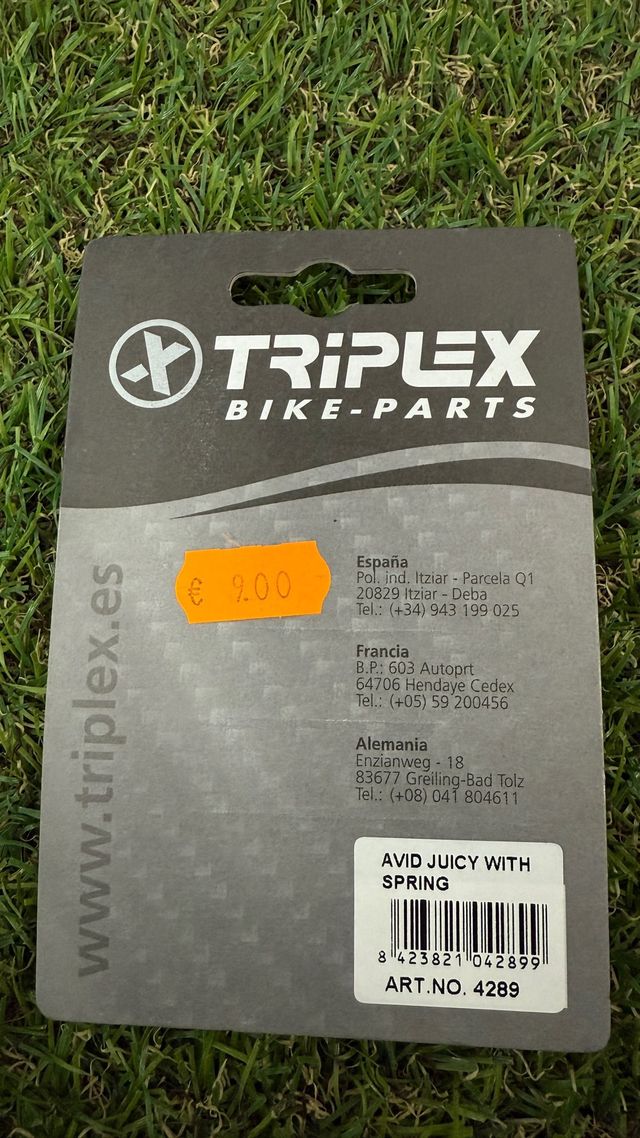 TRiPLEX
BIKE-PARTS
www.triplex.es
€ 9.00
España
Pol. ind. Itziar - Parcela Q1
20829 Itziar - Deba
Tel.: (+34) 943 199 025
Francia
B.P.: 603 Autoprt
64706 Hendaye Cedex
Tel.: (+05) 59 200456
Alemania
Enzianweg - 18
83677 Greiling-Bad Tolz
Tel.: (+08) 041 804611
AVID JUICY WITH
SPRING
8 423821 042899
ART.NO. 4289